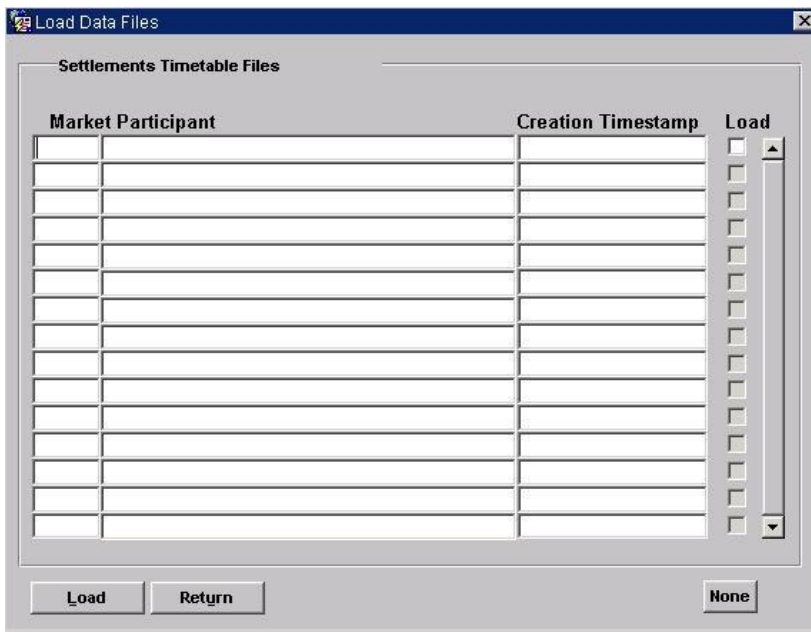 Load Data Files
Settlements Timetable Files
Market Participant Creation Timestamp Load
Load Return None